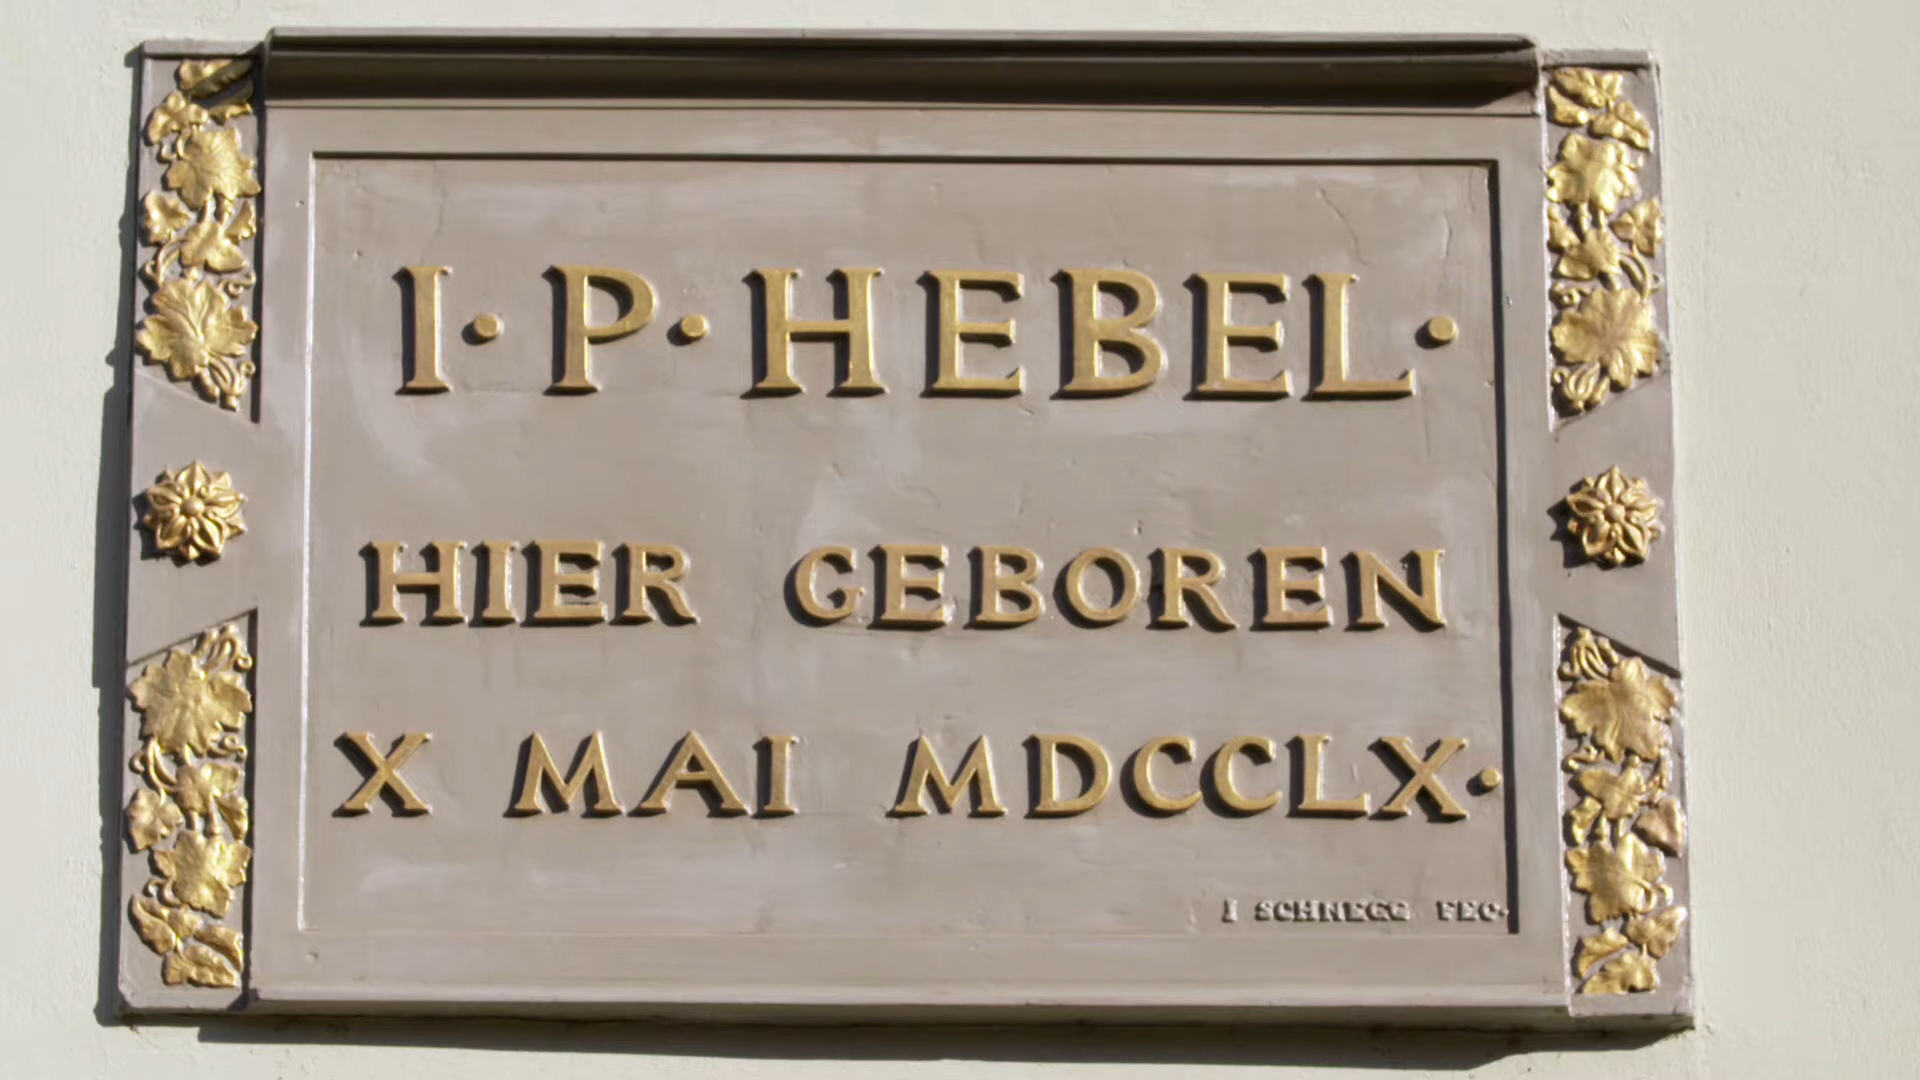 I·P·HEBEL·
HIER GEBOREN
X MAI MDCCLX·
I SCHNEGG FEC·